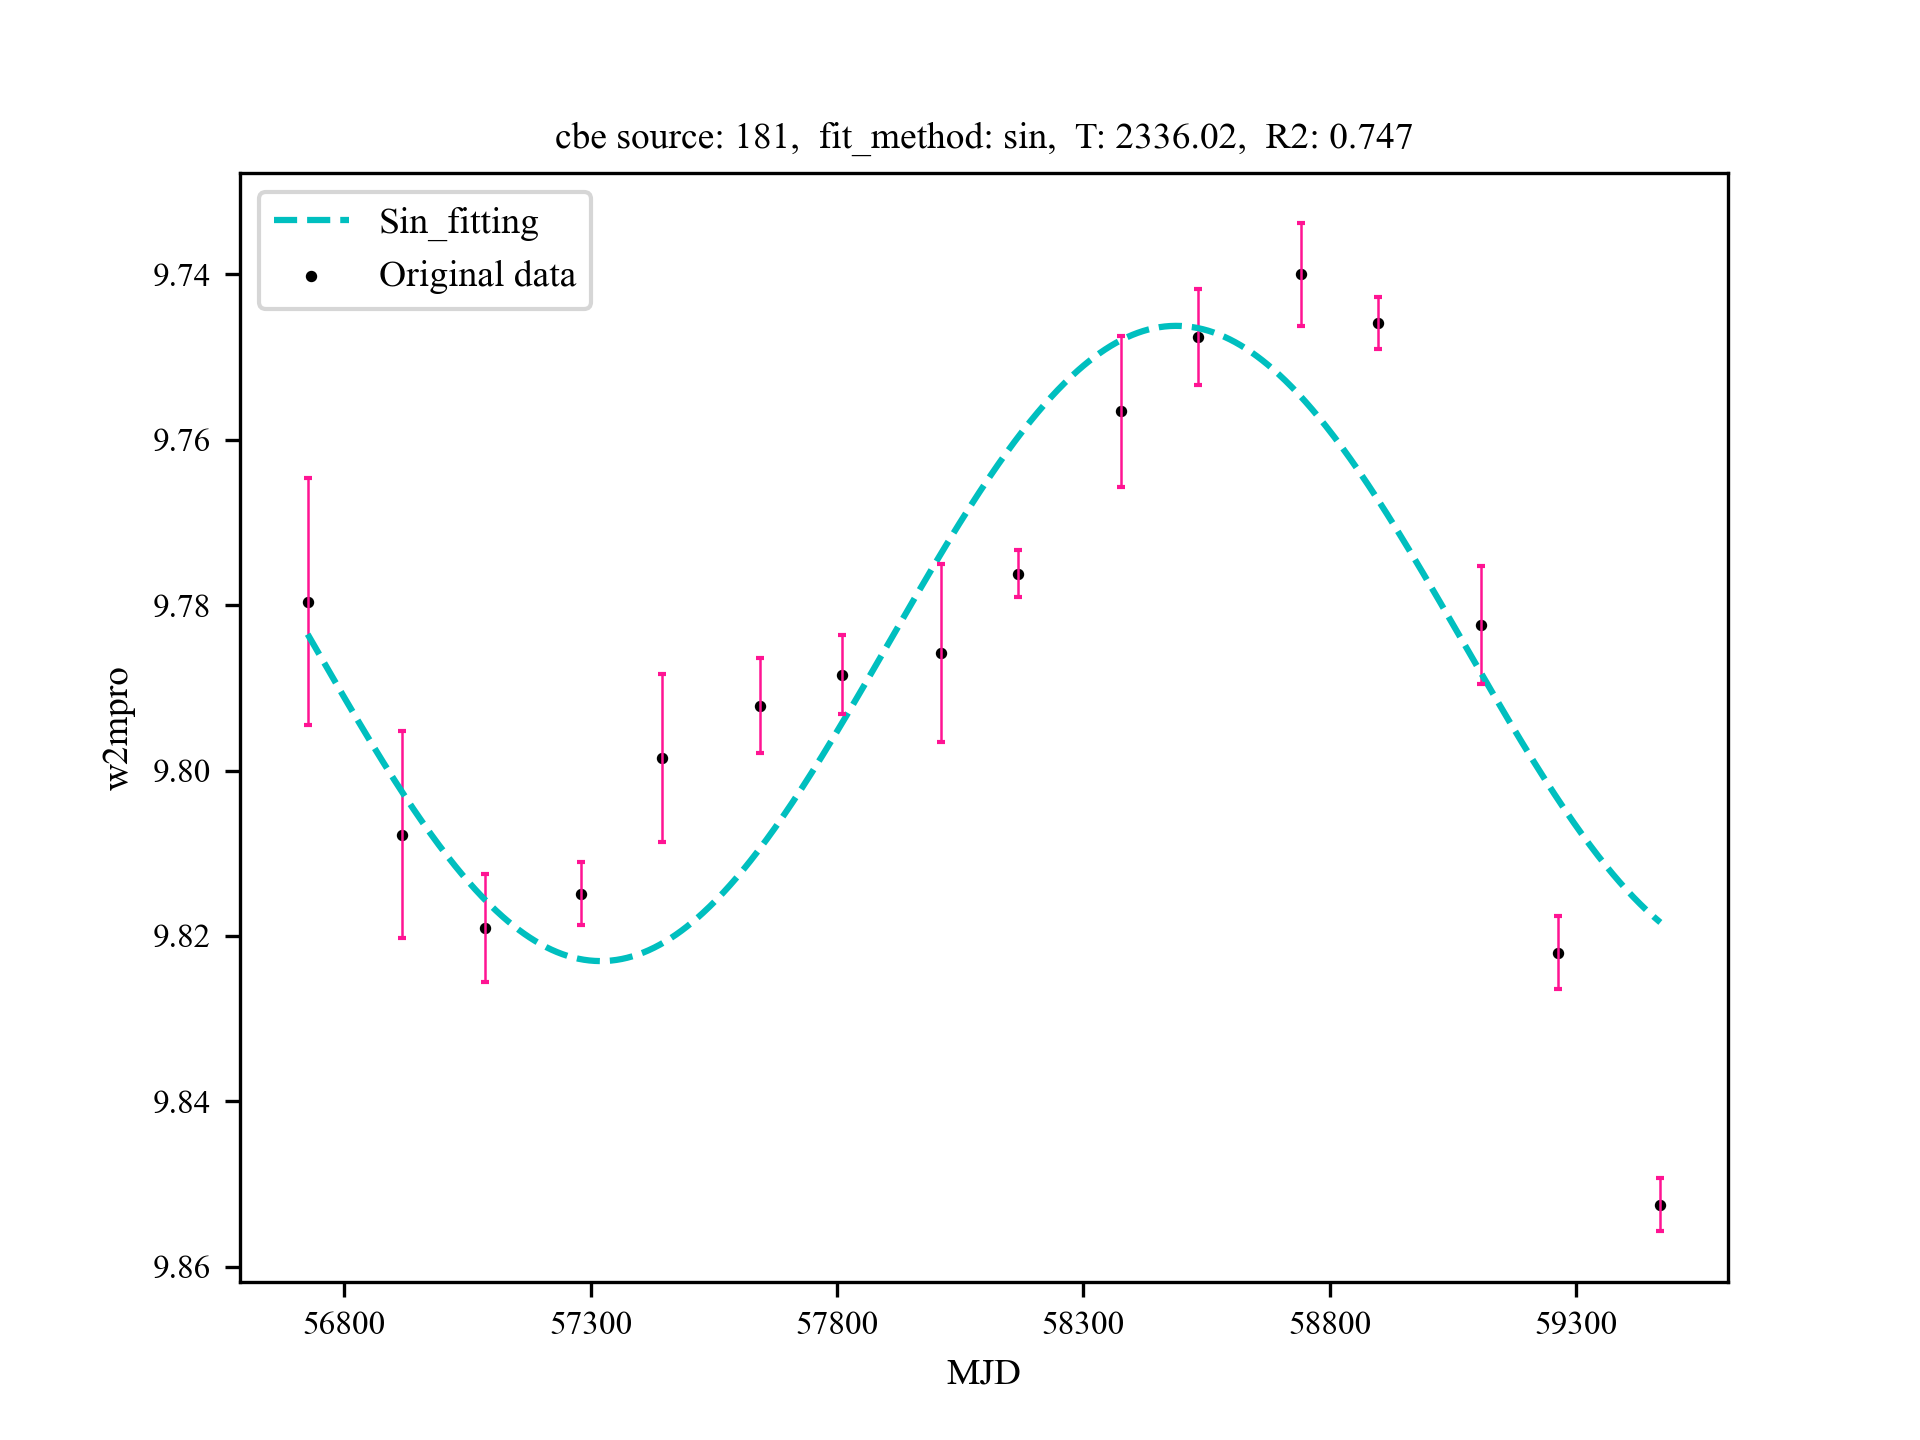 cbe source: 181,  fit_method: sin,  T: 2336.02,  R2: 0.747
Sin_fitting
Original data
9.74
9.76
9.78
9.80
9.82
9.84
9.86
w2mpro
56800 57300 57800 58300 58800 59300
MJD